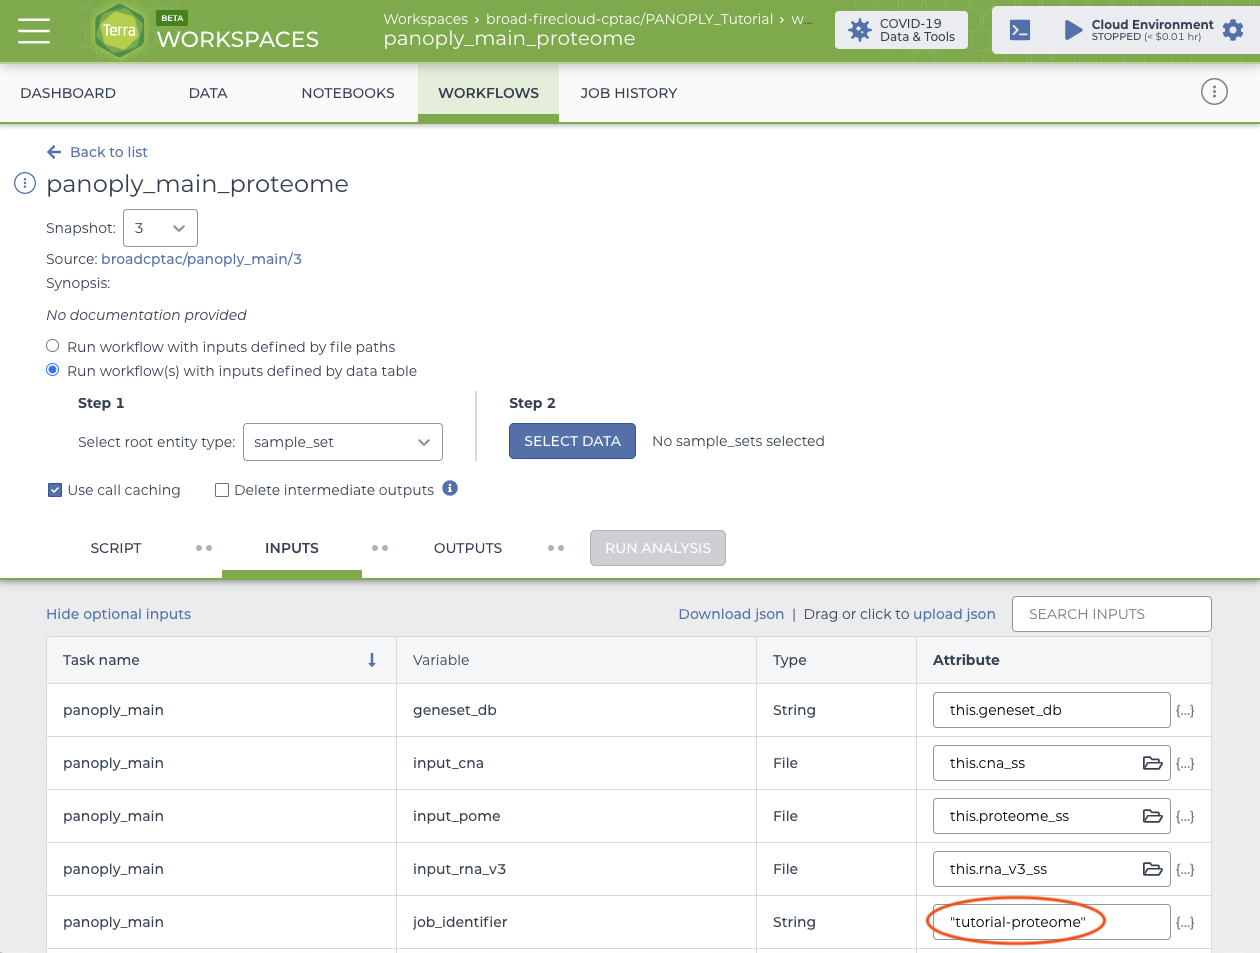 Terra
BETA
WORKSPACES
Workspaces › broad-firecloud-cptac/PANOPLY_Tutorial › w...
panoply_main_proteome
COVID-19
Data & Tools
Cloud Environment
STOPPED (< $0.01 hr)
DASHBOARD DATA NOTEBOOKS WORKFLOWS JOB HISTORY
Back to list
panoply_main_proteome
Snapshot: 3
Source: broadcptac/panoply_main/3
Synopsis:
No documentation provided
Run workflow with inputs defined by file paths
Run workflow(s) with inputs defined by data table
Step 1
Select root entity type: sample_set
Step 2
SELECT DATA No sample_sets selected
Use call caching Delete intermediate outputs
SCRIPT INPUTS OUTPUTS RUN ANALYSIS
Hide optional inputs Download json | Drag or click to upload json SEARCH INPUTS
Task name Variable Type Attribute
panoply_main geneset_db String this.geneset_db {...}
panoply_main input_cna File this.cna_ss {...}
panoply_main input_pome File this.proteome_ss {...}
panoply_main input_rna_v3 File this.rna_v3_ss {...}
panoply_main job_identifier String "tutorial-proteome" {...}